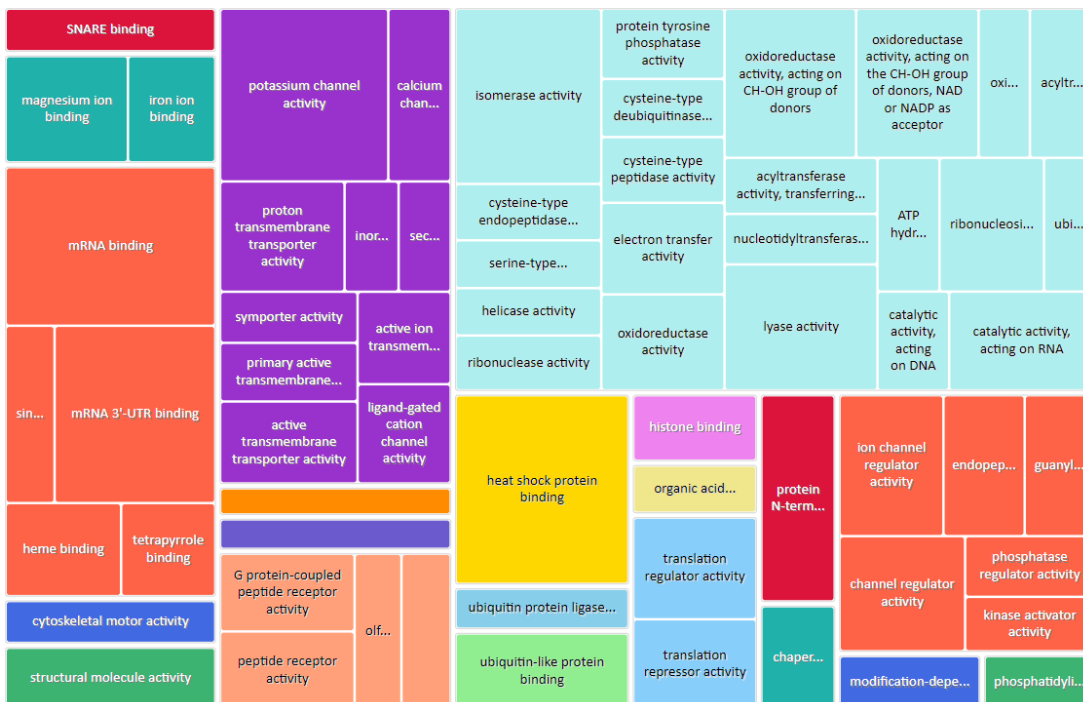 SNARE binding
magnesium ion
binding
iron ion
binding
mRNA binding
sin...
mRNA 3'-UTR binding
heme binding
tetrapyrrole
binding
cytoskeletal motor activity
structural molecule activity
potassium channel
activity
calcium
chan...
proton
transmembrane
transporter
activity
inor...
sec...
symporter activity
active ion
transmem...
primary active
transmembrane...
active
transmembrane
transporter activity
ligand-gated
cation
channel
activity
G protein-coupled
peptide receptor
activity
olf...
peptide receptor
activity
isomerase activity
cysteine-type
endopeptidase...
serine-type...
helicase activity
ribonuclease activity
protein tyrosine
phosphatase
activity
cysteine-type
deubiquitinase...
cysteine-type
peptidase activity
electron transfer
activity
oxidoreductase
activity
oxidoreductase
activity, acting on
CH-OH group of
donors
oxidoreductase
activity, acting on
the CH-OH group
of donors, NAD
or NADP as
acceptor
oxi...
acyltr...
acyltransferase
activity, transferring...
nucleotidyltransferas...
lyase activity
ATP
hydr...
ribonucleosi...
ubi...
catalytic
activity,
acting
on DNA
catalytic activity,
acting on RNA
heat shock protein
binding
ubiquitin protein ligase...
ubiquitin-like protein
binding
histone binding
organic acid...
translation
regulator activity
translation
repressor activity
protein
N-term...
chaper...
ion channel
regulator
activity
endopep...
guanyl...
channel regulator
activity
phosphatase
regulator activity
kinase activator
activity
modification-depe...
phosphatidyli...